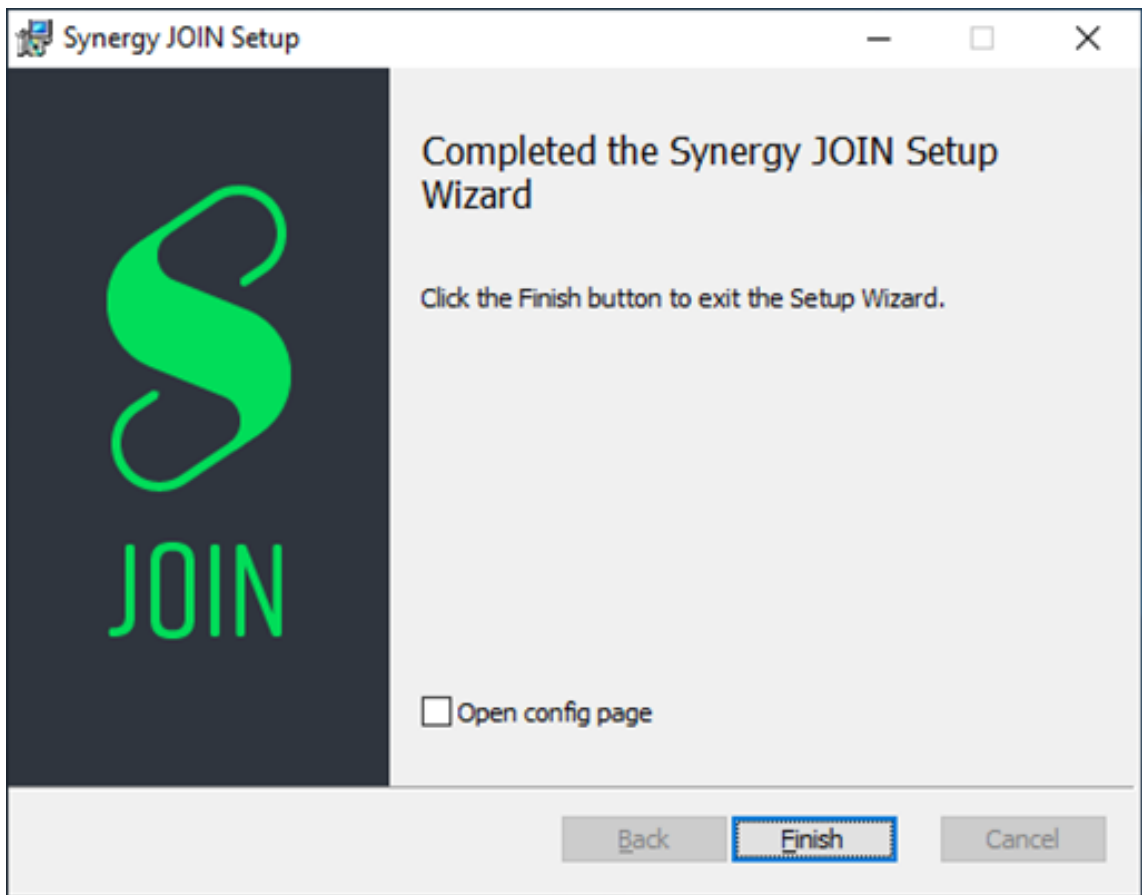 Synergy JOIN Setup
Completed the Synergy JOIN Setup
Wizard
Click the Finish button to exit the Setup Wizard.
JOIN
Open config page
Back
Finish
Cancel